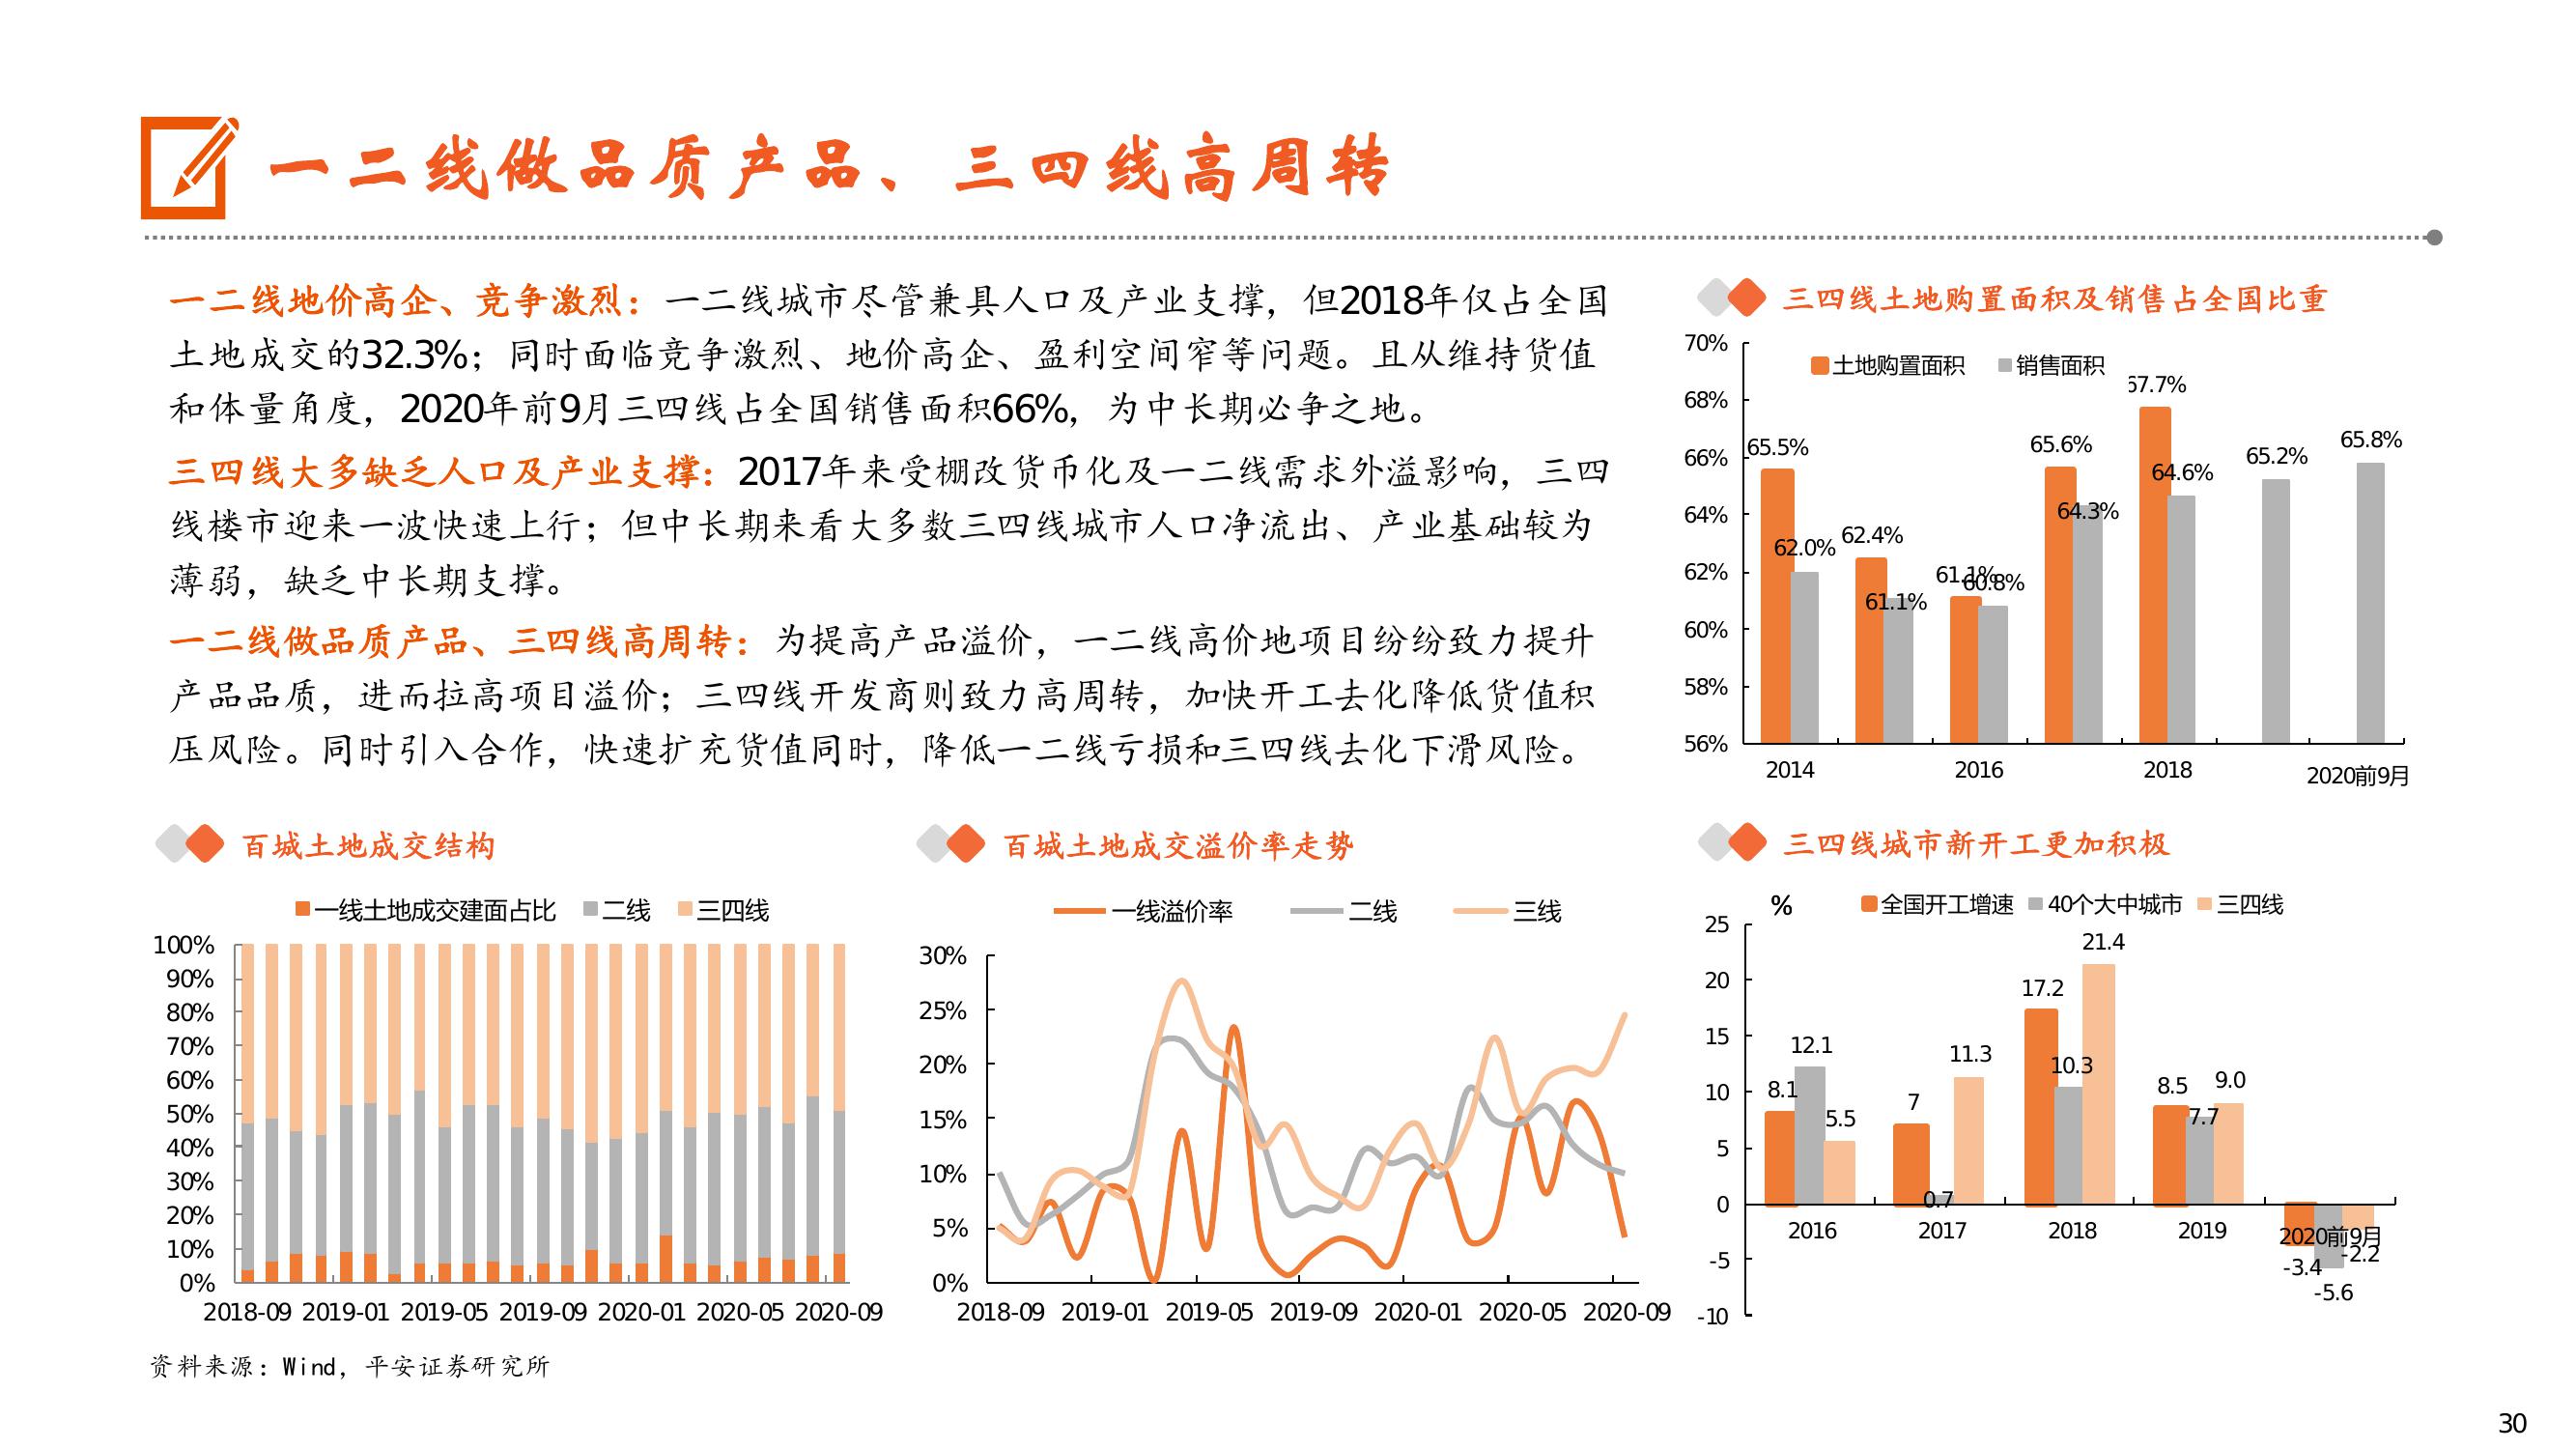 一二线做品质产品、三四线高周转
一二线地价高企、竞争激烈：一二线城市尽管兼具人口及产业支撑，但2018年仅占全国
土地成交的32.3%；同时面临竞争激烈、地价高企、盈利空间窄等问题。且从维持货值
和体量角度，2020年前9月三四线占全国销售面积66%，为中长期必争之地。
三四线大多缺乏人口及产业支撑：2017年来受棚改货币化及一二线需求外溢影响，三四
线楼市迎来一波快速上行；但中长期来看大多数三四线城市人口净流出、产业基础较为
薄弱，缺乏中长期支撑。
一二线做品质产品、三四线高周转：为提高产品溢价，一二线高价地项目纷纷致力提升
产品品质，进而拉高项目溢价；三四线开发商则致力高周转，加快开工去化降低货值积
压风险。同时引入合作，快速扩充货值同时，降低一二线亏损和三四线去化下滑风险。
三四线土地购置面积及销售占全国比重
土地购置面积 销售面积
70%
68%
66%
64%
62%
60%
58%
56%
65.5% 62.0% 62.4% 61.1% 61.1% 60.8% 65.6% 64.3% 67.7% 64.6% 65.2% 65.8%
2014 2016 2018 2020前9月
百城土地成交结构
一线土地成交建面占比 二线 三四线
100%
90%
80%
70%
60%
50%
40%
30%
20%
10%
0%
2018-09 2019-01 2019-05 2019-09 2020-01 2020-05 2020-09
百城土地成交溢价率走势
一线溢价率 二线 三线
30%
25%
20%
15%
10%
5%
0%
2018-09 2019-01 2019-05 2019-09 2020-01 2020-05 2020-09
三四线城市新开工更加积极
% 全国开工增速 40个大中城市 三四线
25
20
15
10
5
0
-5
-10
8.1 12.1 5.5 7 0.7 11.3 17.2 10.3 21.4 8.5 7.7 9.0 -3.4 -5.6 -2.2
2016 2017 2018 2019 2020前9月
资料来源：Wind，平安证券研究所
30